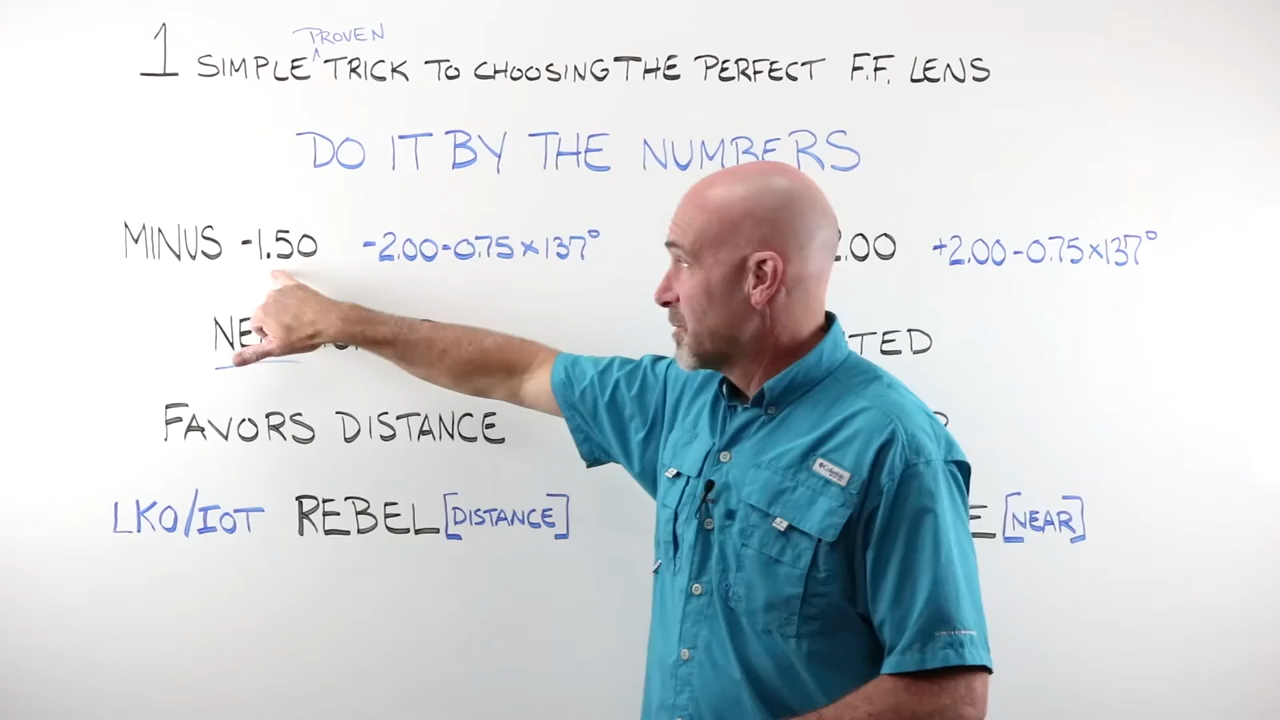 PROVEN
1 SIMPLE ^ TRICK TO CHOOSING THE PERFECT F.F. LENS
DO IT BY THE NUMBERS
MINUS -1.50 -2.00-0.75×137° 2.00 +2.00-0.75×137°
FAVORS DISTANCE
LKO/IOT REBEL [DISTANCE] [NEAR]
Columbia